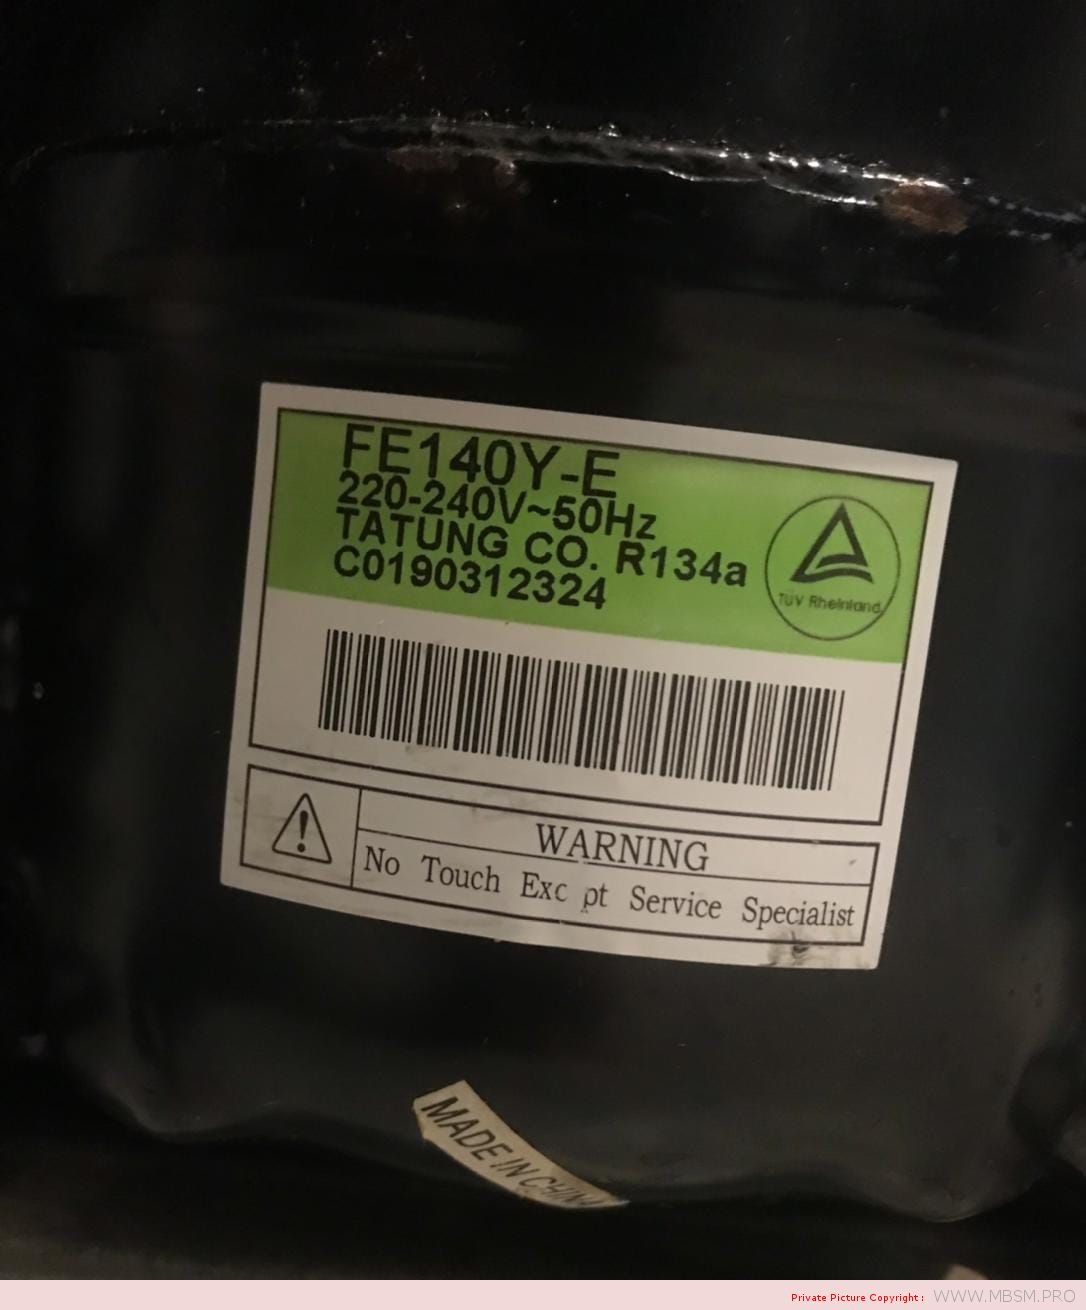 FE140Y-E
220-240V~50Hz
TATUNG CO. R134a
C0190312324
TÜV Rheinland
WARNING
No Touch Exc pt Service Specialist
MADE IN CHINA
Private Picture Copyright : WWW.MBSM.PRO